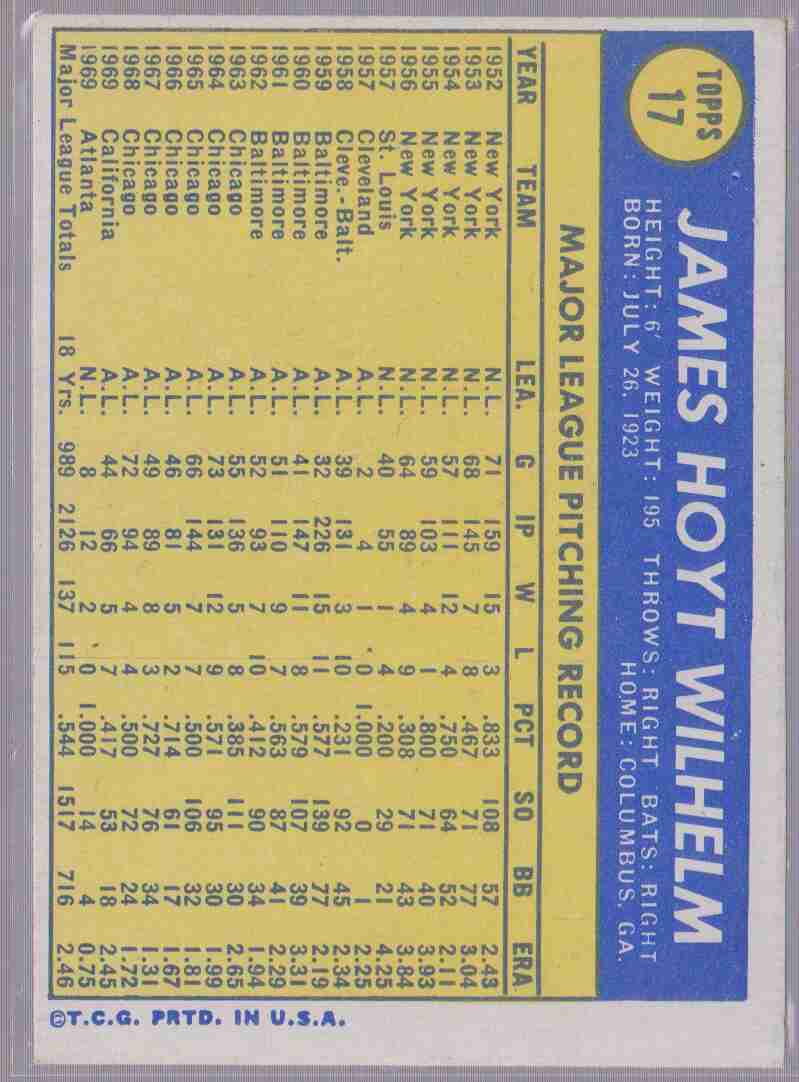 TOPPS
17
JAMES HOYT WILHELM
HEIGHT: 6' WEIGHT: 195 THROWS: RIGHT BATS: RIGHT
BORN: JULY 26, 1923 HOME: COLUMBUS, GA.
MAJOR LEAGUE PITCHING RECORD
YEAR TEAM LEA. G IP W L PCT SO BB ERA
1952 New York N.L. 71 159 15 3 .833 108 57 2.43
1953 New York N.L. 68 145 7 8 .467 71 77 3.04
1954 New York N.L. 57 111 12 4 .750 64 52 2.11
1955 New York N.L. 59 103 4 1 .800 71 40 3.93
1956 New York N.L. 64 89 4 9 .308 71 43 3.84
1957 St. Louis N.L. 40 55 1 4 .200 29 21 4.25
1957 Cleveland A.L. 2 4 1 0 1.000 0 1 2.25
1958 Cleve.-Balt. A.L. 39 131 3 10 .231 92 45 2.34
1959 Baltimore A.L. 32 226 15 11 .577 139 77 2.19
1960 Baltimore A.L. 41 147 11 8 .579 107 39 3.31
1961 Baltimore A.L. 51 110 9 7 .563 87 41 2.29
1962 Baltimore A.L. 52 93 7 10 .412 90 34 1.94
1963 Chicago A.L. 55 136 5 8 .385 111 30 2.65
1964 Chicago A.L. 73 131 12 9 .571 95 30 1.99
1965 Chicago A.L. 66 144 7 7 .500 106 32 1.81
1966 Chicago A.L. 46 81 5 2 .714 61 17 1.67
1967 Chicago A.L. 49 89 8 3 .727 76 34 1.31
1968 Chicago A.L. 72 94 4 4 .500 72 24 1.72
1969 California A.L. 44 66 5 7 .417 53 18 2.45
1969 Atlanta N.L. 8 12 2 0 1.000 14 4 0.75
Major League Totals 18 Yrs. 989 2126 137 115 .544 1517 716 2.46
©T.C.G. PRTD. IN U.S.A.